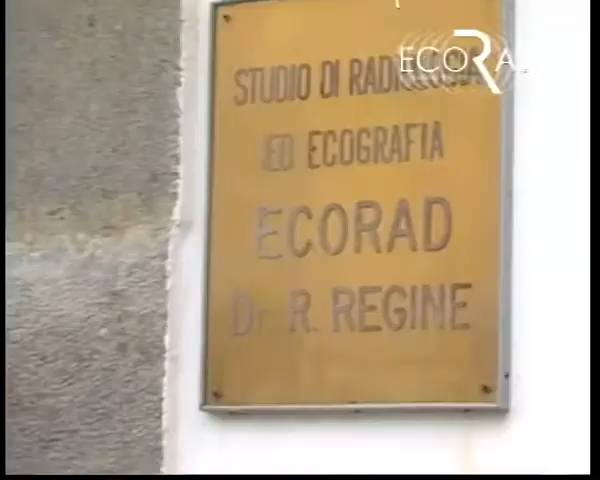 STUDIO DI RADIOLOGIA
ED ECOGRAFIA
ECORAD
Dr R. REGINE
ECORAD